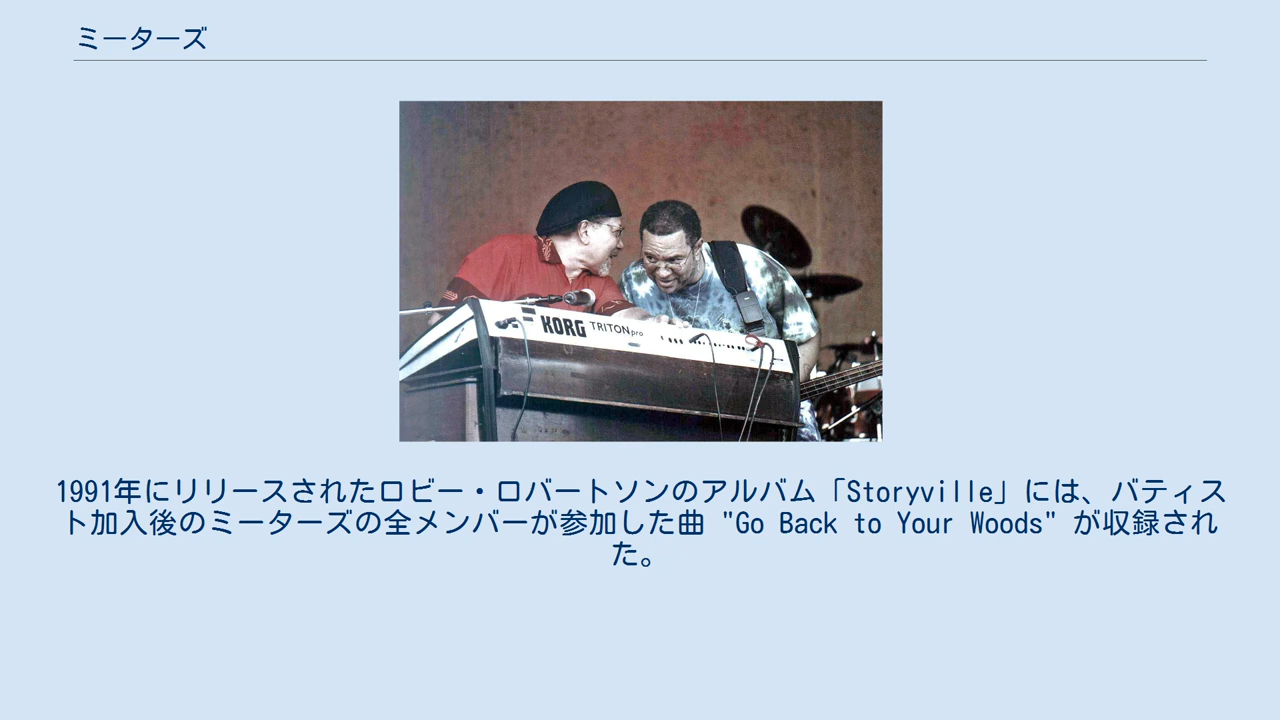 ミーターズ
KORG TRITON pro
1991年にリリースされたロビー・ロバートソンのアルバム「Storyville」には、バティス
ト加入後のミーターズの全メンバーが参加した曲 "Go Back to Your Woods" が収録され
た。